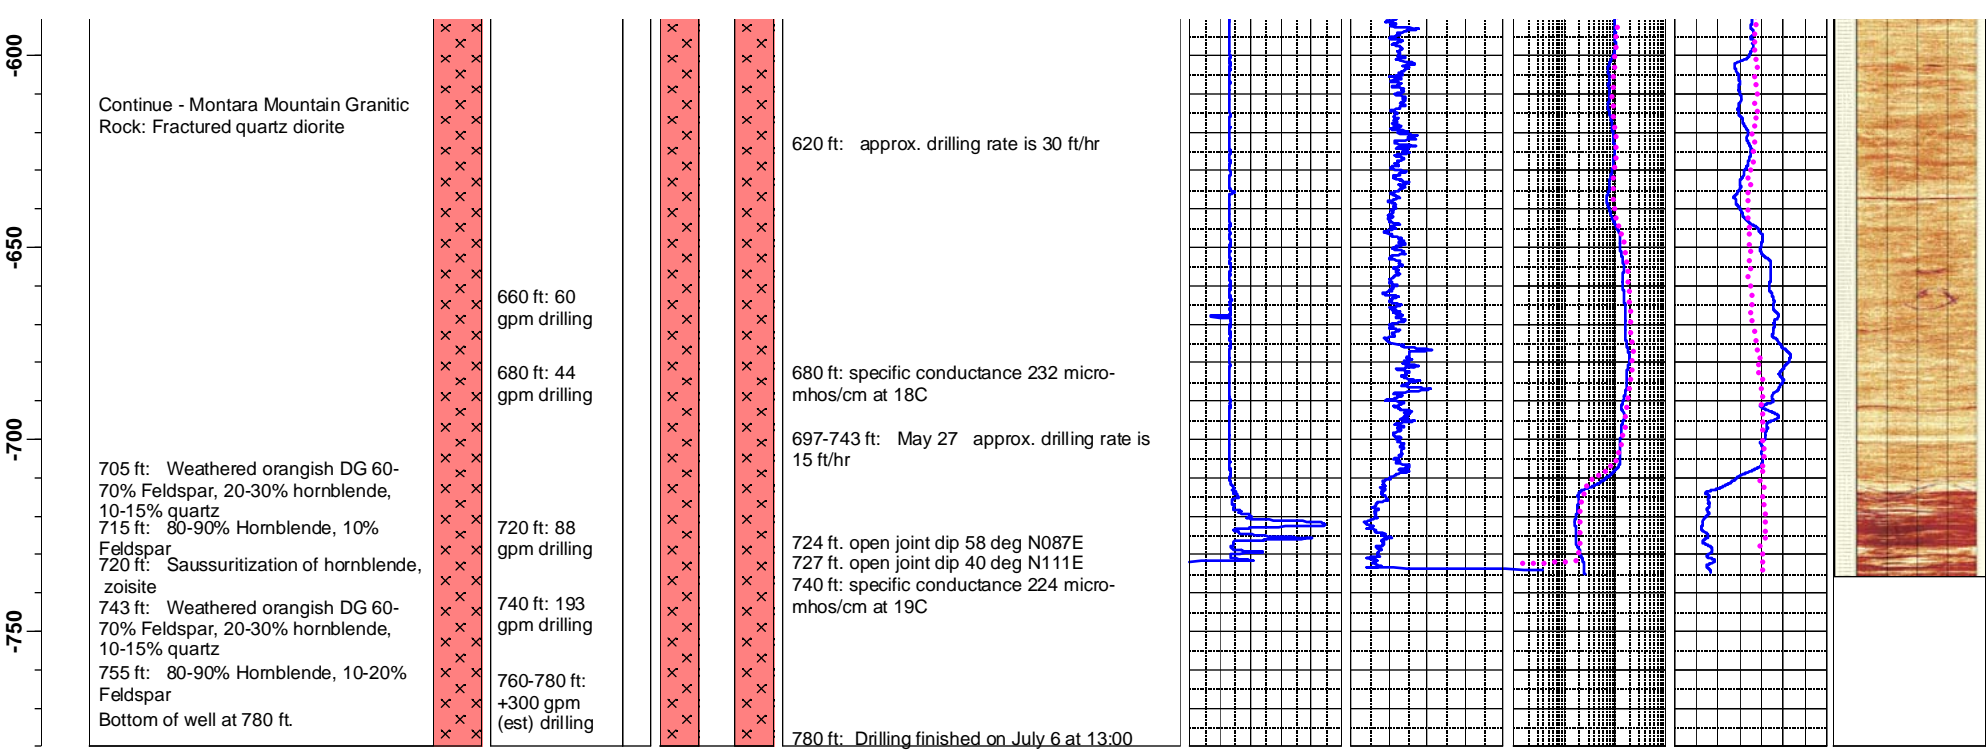 -600
-650
-700
-750
Continue - Montara Mountain Granitic
Rock: Fractured quartz diorite
705 ft: Weathered orangish DG 60-
70% Feldspar, 20-30% hornblende,
10-15% quartz
715 ft: 80-90% Hornblende, 10%
Feldspar
720 ft: Saussuritization of hornblende,
zoisite
743 ft: Weathered orangish DG 60-
70% Feldspar, 20-30% hornblende,
10-15% quartz
755 ft: 80-90% Hornblende, 10-20%
Feldspar
Bottom of well at 780 ft.
660 ft: 60
gpm drilling
680 ft: 44
gpm drilling
720 ft: 88
gpm drilling
740 ft: 193
gpm drilling
760-780 ft:
+300 gpm
(est) drilling
620 ft: approx. drilling rate is 30 ft/hr
680 ft: specific conductance 232 micro-
mhos/cm at 18C
697-743 ft: May 27 approx. drilling rate is
15 ft/hr
724 ft. open joint dip 58 deg N087E
727 ft. open joint dip 40 deg N111E
740 ft: specific conductance 224 micro-
mhos/cm at 19C
780 ft: Drilling finished on July 6 at 13:00